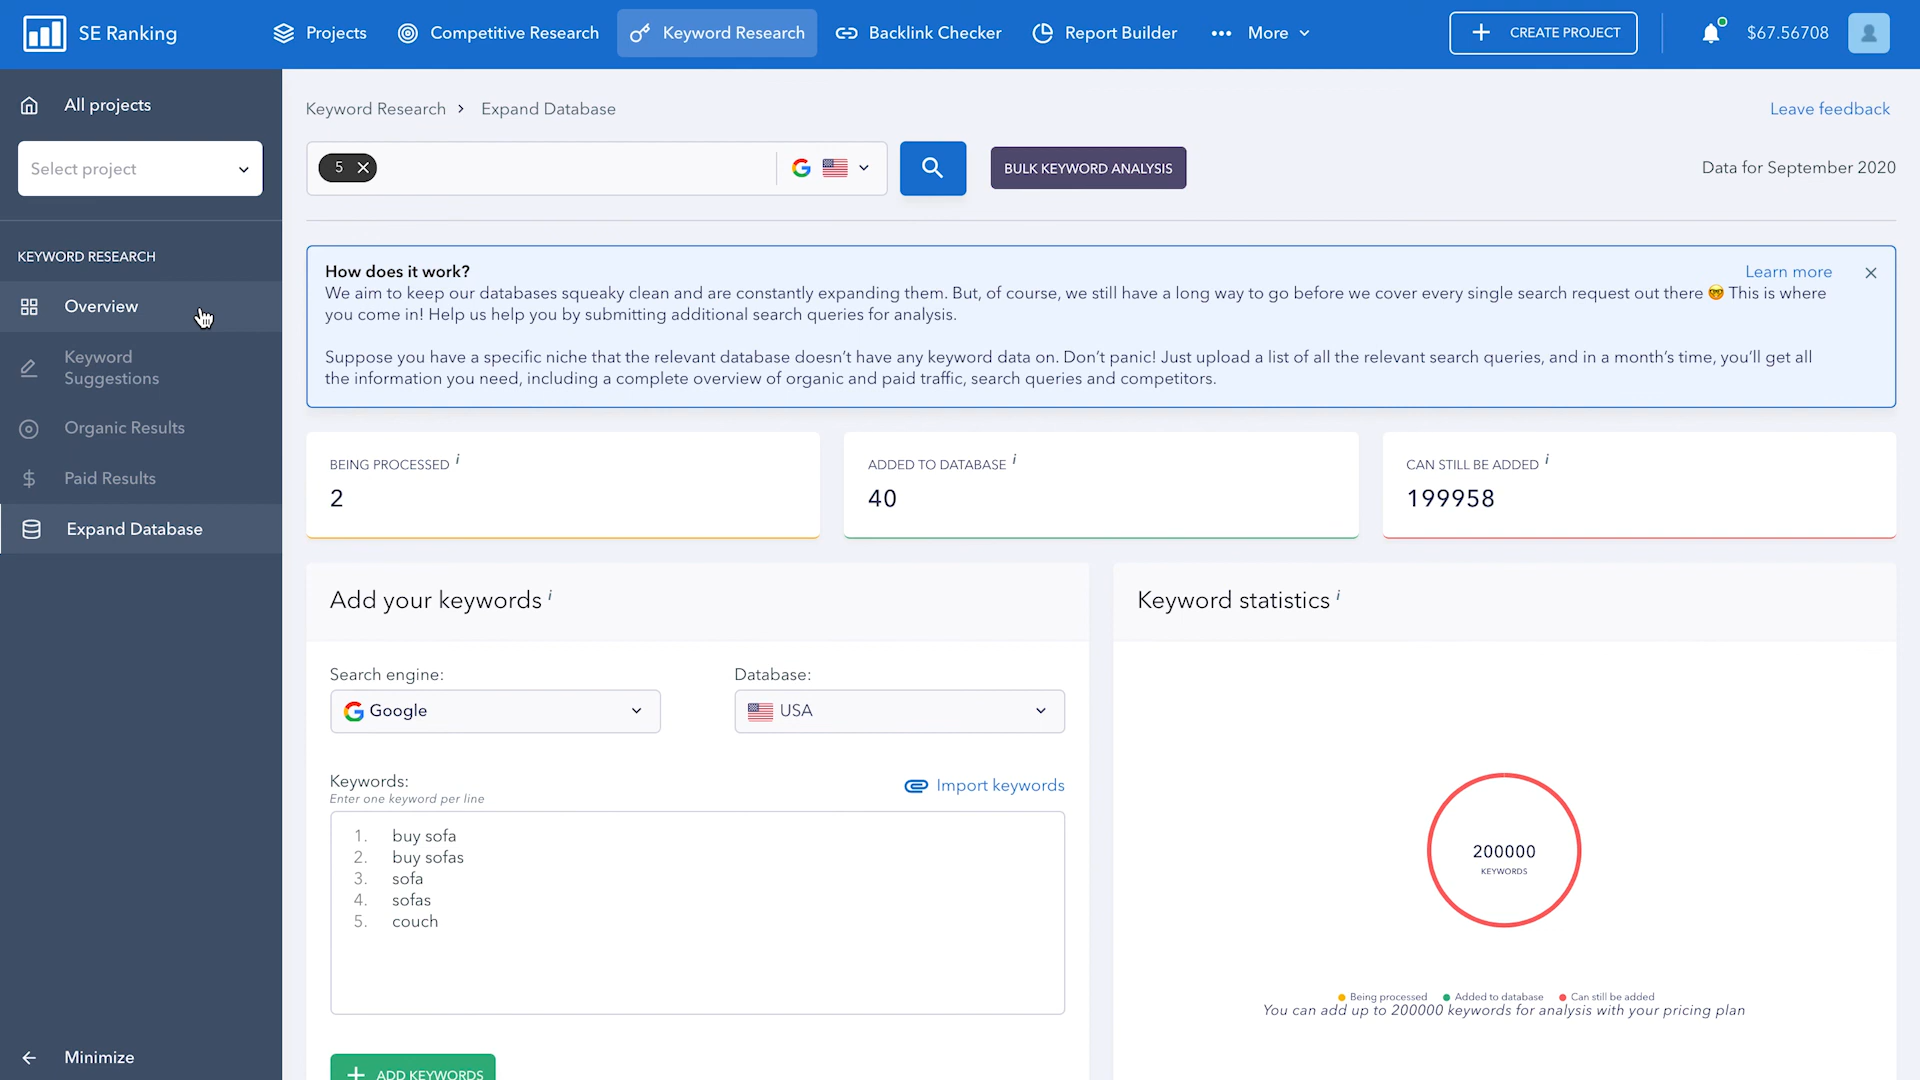 SE Ranking
Projects
Competitive Research
Keyword Research
Backlink Checker
Report Builder
More
CREATE PROJECT
$67.56708
All projects
Select project
KEYWORD RESEARCH
Overview
Keyword
Suggestions
Organic Results
Paid Results
Expand Database
Minimize
Keyword Research > Expand Database
Leave feedback
5
BULK KEYWORD ANALYSIS
Data for September 2020
How does it work?
Learn more
We aim to keep our databases squeaky clean and are constantly expanding them. But, of course, we still have a long way to go before we cover every single search request out there 🤓 This is where
you come in! Help us help you by submitting additional search queries for analysis.
Suppose you have a specific niche that the relevant database doesn't have any keyword data on. Don't panic! Just upload a list of all the relevant search queries, and in a month's time, you'll get all
the information you need, including a complete overview of organic and paid traffic, search queries and competitors.
BEING PROCESSED i
2
ADDED TO DATABASE i
40
CAN STILL BE ADDED i
199958
Add your keywords i
Search engine:
Google
Database:
USA
Keywords:
Enter one keyword per line
Import keywords
1. buy sofa
2. buy sofas
3. sofa
4. sofas
5. couch
ADD KEYWORDS
Keyword statistics i
200000
KEYWORDS
Being processed
Added to database
Can still be added
You can add up to 200000 keywords for analysis with your pricing plan